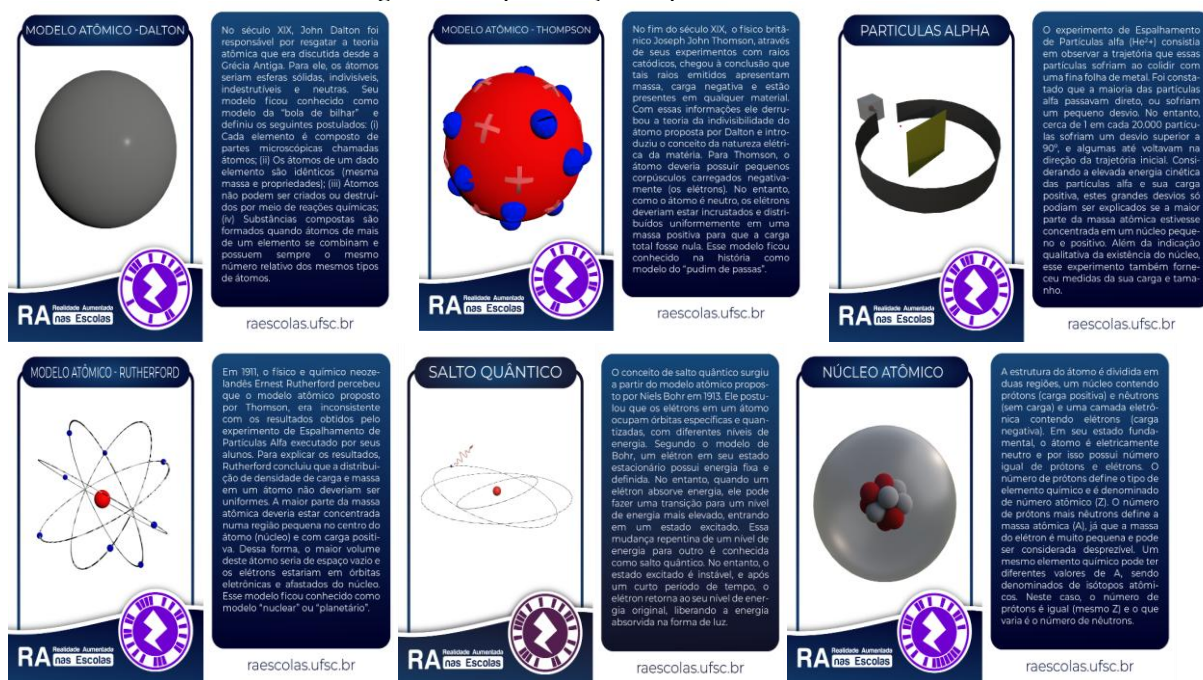 MODELO ATÔMICO -DALTON
No século XIX, John Dalton foi
responsável por resgatar a teoria
atômica que era discutida desde a
Grécia Antiga. Para ele, os átomos
seriam esferas sólidas, indivisíveis,
indestrutíveis e neutras. Seu
modelo ficou conhecido como
modelo da "bola de bilhar" e
definiu os seguintes postulados: (i)
Cada elemento é composto de
partes microscópicas chamadas
átomos; (ii) Os átomos de um dado
elemento são idênticos (mesma
massa e propriedades); (iii) Átomos
não podem ser criados ou destruí-
dos por meio de reações químicas;
(iv) Substâncias compostas são
formados quando átomos de mais
de um elemento se combinam e
possuem sempre o mesmo
número relativo dos mesmos tipos
de átomos.
RA Realidade Aumentada
nas Escolas
raescolas.ufsc.br
MODELO ATÔMICO - THOMPSON
No fim do século XIX, o físico britâ-
nico Joseph John Thomson, através
de seus experimentos com raios
catódicos, chegou à conclusão que
tais raios emitidos apresentam
massa, carga negativa e estão
presentes em qualquer material.
Com essas informações ele derru-
bou a teoria da indivisibilidade do
átomo proposta por Dalton e intro-
duziu o conceito da natureza elétri-
ca da matéria. Para Thomson, o
átomo deveria possuir pequenos
corpúsculos carregados negativa-
mente (os elétrons). No entanto,
como o átomo é neutro, os elétrons
deveriam estar incrustados e distri-
buídos uniformemente em uma
massa positiva para que a carga
total fosse nula. Esse modelo ficou
conhecido na história como
modelo do "pudim de passas".
RA Realidade Aumentada
nas Escolas
raescolas.ufsc.br
PARTICULAS ALPHA
O experimento de Espalhamento
de Partículas alfa (He²+) consistia
em observar a trajetória que essas
partículas sofriam ao colidir com
uma fina folha de metal. Foi consta-
tado que a maioria das partículas
alfa passavam direto, ou sofriam
um pequeno desvio. No entanto,
cerca de 1 em cada 20.000 partícu-
las sofriam um desvio superior a
90º, e algumas até voltavam na
direção da trajetória inicial. Consi-
derando a elevada energia cinética
das partículas alfa e sua carga
positiva, estes grandes desvios só
podiam ser explicados se a maior
parte da massa atômica estivesse
concentrada em um núcleo peque-
no e positivo. Além da indicação
qualitativa da existência do núcleo,
esse experimento também forne-
ceu medidas da sua carga e tama-
nho.
RA Realidade Aumentada
nas Escolas
raescolas.ufsc.br
MODELO ATÔMICO - RUTHERFORD
Em 1911, o físico e químico neoze-
landês Ernest Rutherford percebeu
que o modelo atômico proposto
por Thomson, era inconsistente
com os resultados obtidos pelo
experimento de Espalhamento de
Partículas Alfa executado por seus
alunos. Para explicar os resultados,
Rutherford concluiu que a distribui-
ção de densidade de carga e massa
em um átomo não deveriam ser
uniformes. A maior parte da massa
atômica deveria estar concentrada
numa região pequena no centro do
átomo (núcleo) e com carga positi-
va. Dessa forma, o maior volume
deste átomo seria de espaço vazio e
os elétrons estariam em órbitas
eletrônicas e afastados do núcleo.
Esse modelo ficou conhecido como
modelo "nuclear" ou "planetário".
RA Realidade Aumentada
nas Escolas
raescolas.ufsc.br
SALTO QUÂNTICO
O conceito de salto quântico surgiu
a partir do modelo atômico propos-
to por Niels Bohr em 1913. Ele postu-
lou que os elétrons em um átomo
ocupam órbitas específicas e quan-
tizadas, com diferentes níveis de
energia. Segundo o modelo de
Bohr, um elétron em seu estado
estacionário possui energia fixa e
definida. No entanto, quando um
elétron absorve energia, ele pode
fazer uma transição para um nível
de energia mais elevado, entrando
em um estado excitado. Essa
mudança repentina de um nível de
energia para outro é conhecida
como salto quântico. No entanto, o
estado excitado é instável, e após
um curto período de tempo, o
elétron retorna ao seu nível de ener-
gia original, liberando a energia
absorvida na forma de luz.
RA Realidade Aumentada
nas Escolas
raescolas.ufsc.br
NÚCLEO ATÔMICO
A estrutura do átomo é dividida em
duas regiões, um núcleo contendo
prótons (carga positiva) e nêutrons
(sem carga) e uma camada eletrô-
nica contendo elétrons (carga
negativa). Em seu estado funda-
mental, o átomo é eletricamente
neutro e por isso possui número
igual de prótons e elétrons. O
número de prótons define o tipo de
elemento químico e é denominado
de número atômico (Z). O número
de prótons mais nêutrons define a
massa atômica (A), já que a massa
do elétron é muito pequena e pode
ser considerada desprezível. Um
mesmo elemento químico pode ter
diferentes valores de A, sendo
denominados de isótopos atômi-
cos. Neste caso, o número de
prótons é igual (mesmo Z) e o que
varia é o número de nêutrons.
RA Realidade Aumentada
nas Escolas
raescolas.ufsc.br